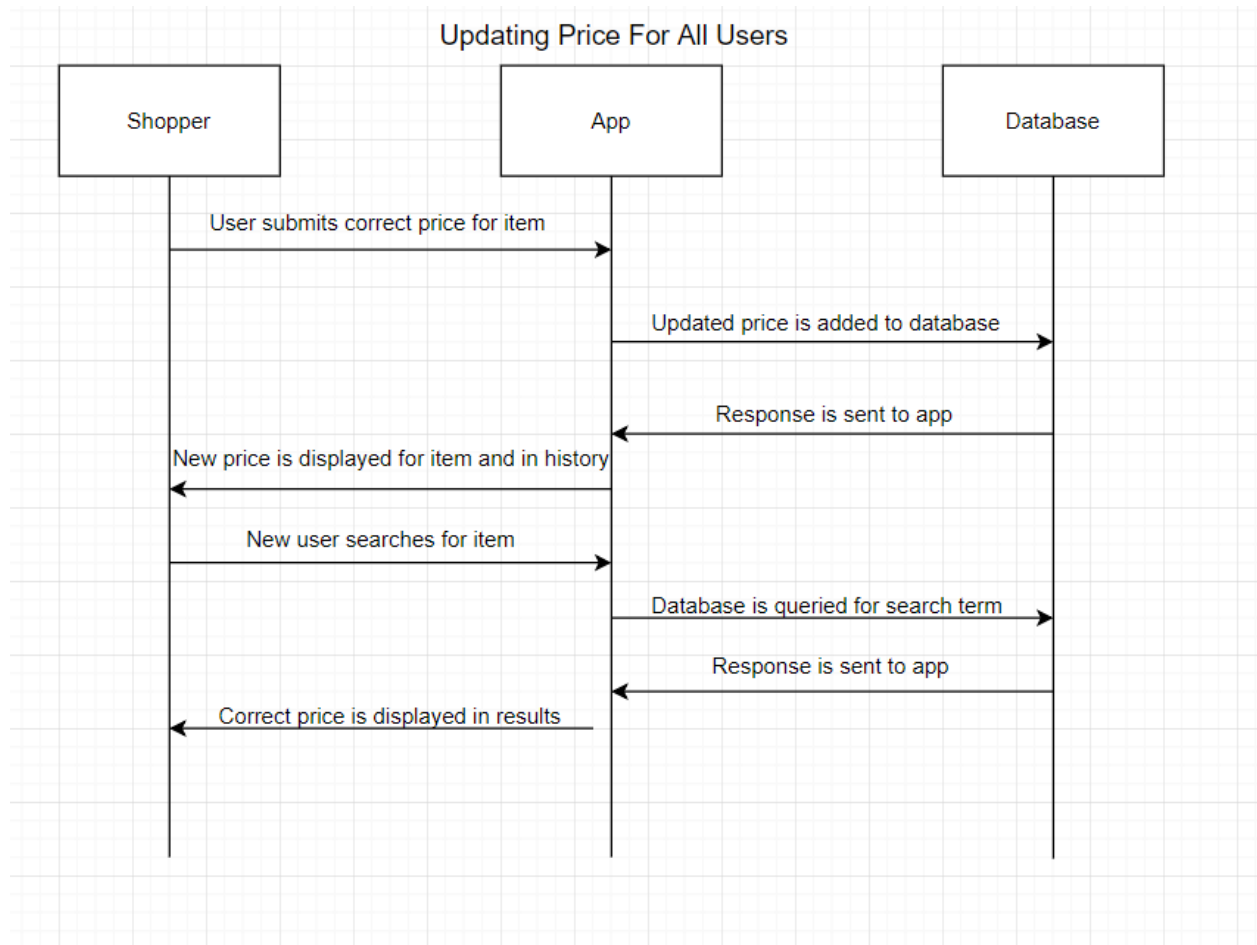 Updating Price For All Users
Shopper
App
Database
User submits correct price for item
Updated price is added to database
Response is sent to app
New price is displayed for item and in history
New user searches for item
Database is queried for search term
Response is sent to app
Correct price is displayed in results